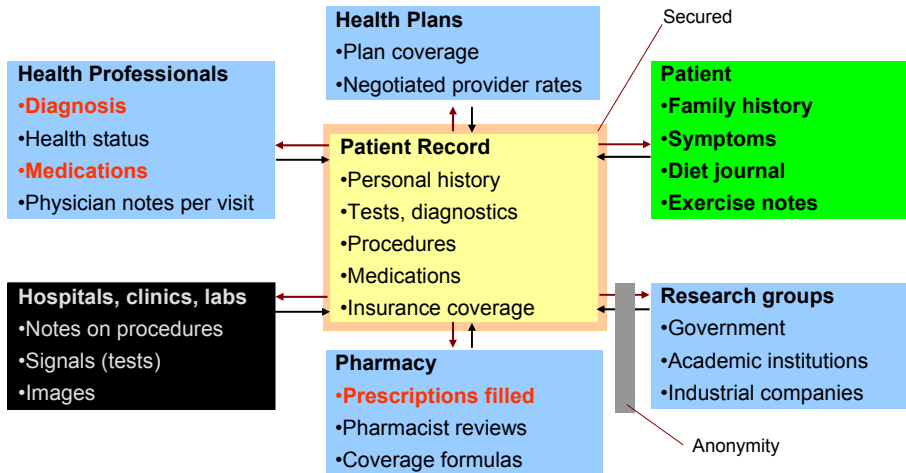 Health Plans
•Plan coverage
•Negotiated provider rates
Secured
Health Professionals
•Diagnosis
•Health status
•Medications
•Physician notes per visit
Patient
•Family history
•Symptoms
•Diet journal
•Exercise notes
Patient Record
•Personal history
•Tests, diagnostics
•Procedures
•Medications
•Insurance coverage
Hospitals, clinics, labs
•Notes on procedures
•Signals (tests)
•Images
Research groups
•Government
•Academic institutions
•Industrial companies
Pharmacy
•Prescriptions filled
•Pharmacist reviews
•Coverage formulas
Anonymity